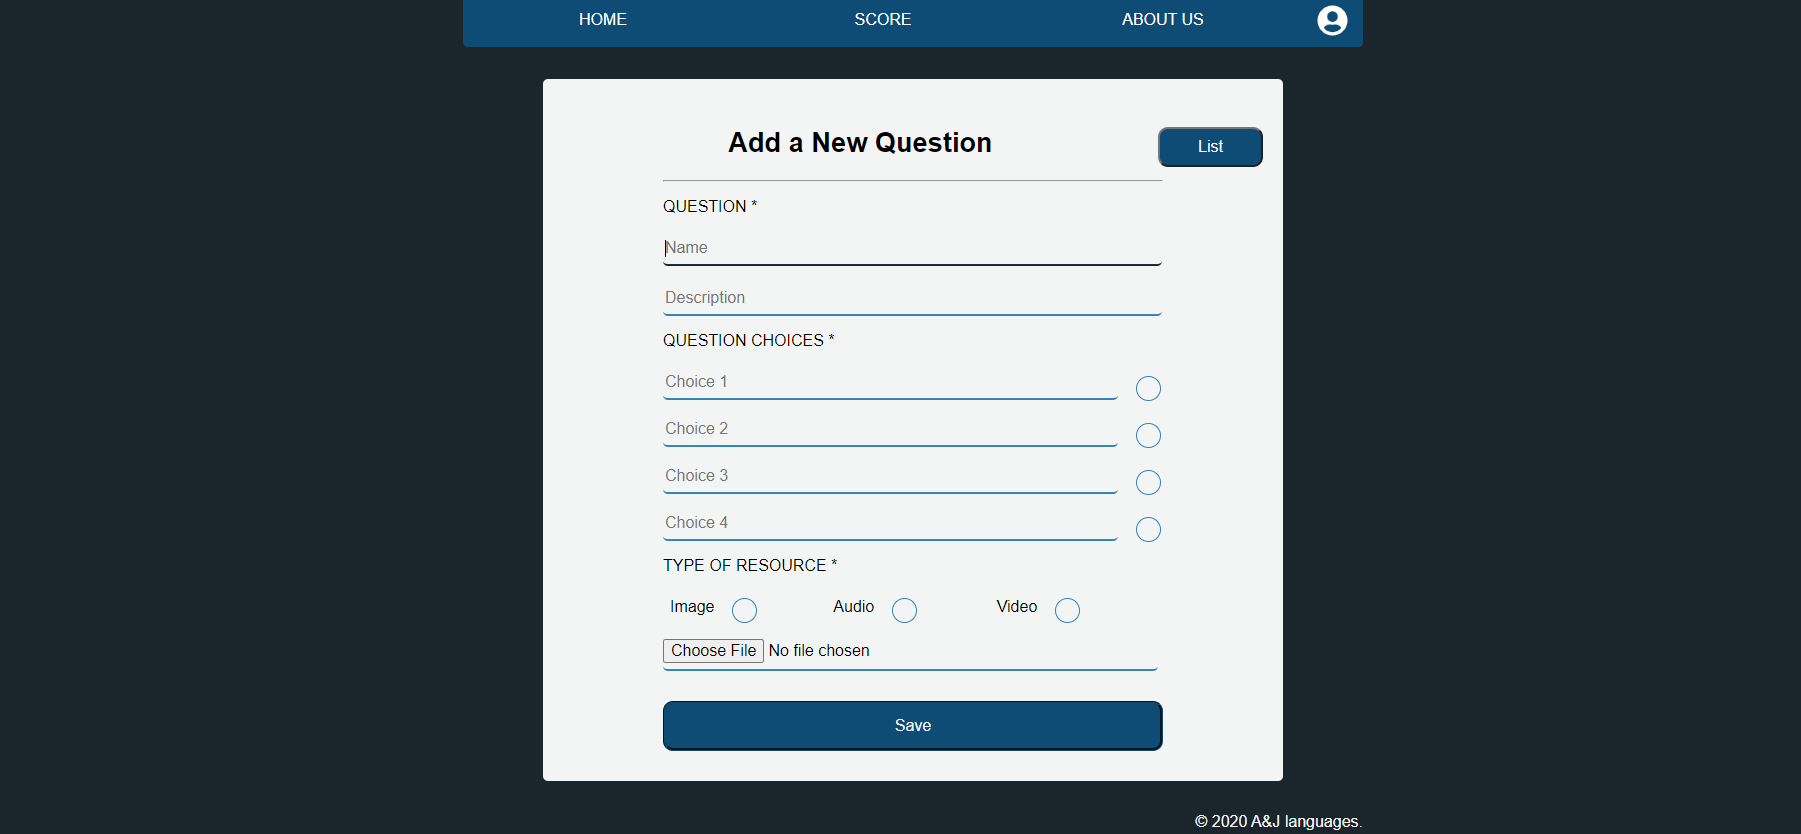 HOME SCORE ABOUT US
Add a New Question
List
QUESTION *
Name
Description
QUESTION CHOICES *
Choice 1
Choice 2
Choice 3
Choice 4
TYPE OF RESOURCE *
Image Audio Video
Choose File No file chosen
Save
© 2020 A&J languages.